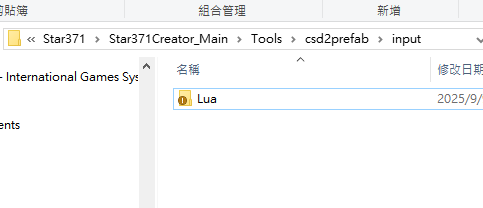 剪貼簿 組合管理 新增
« Star371 › Star371Creator_Main › Tools › csd2prefab › input
名稱 修改日期
- International Games Sys
Lua 2025/9/
ents